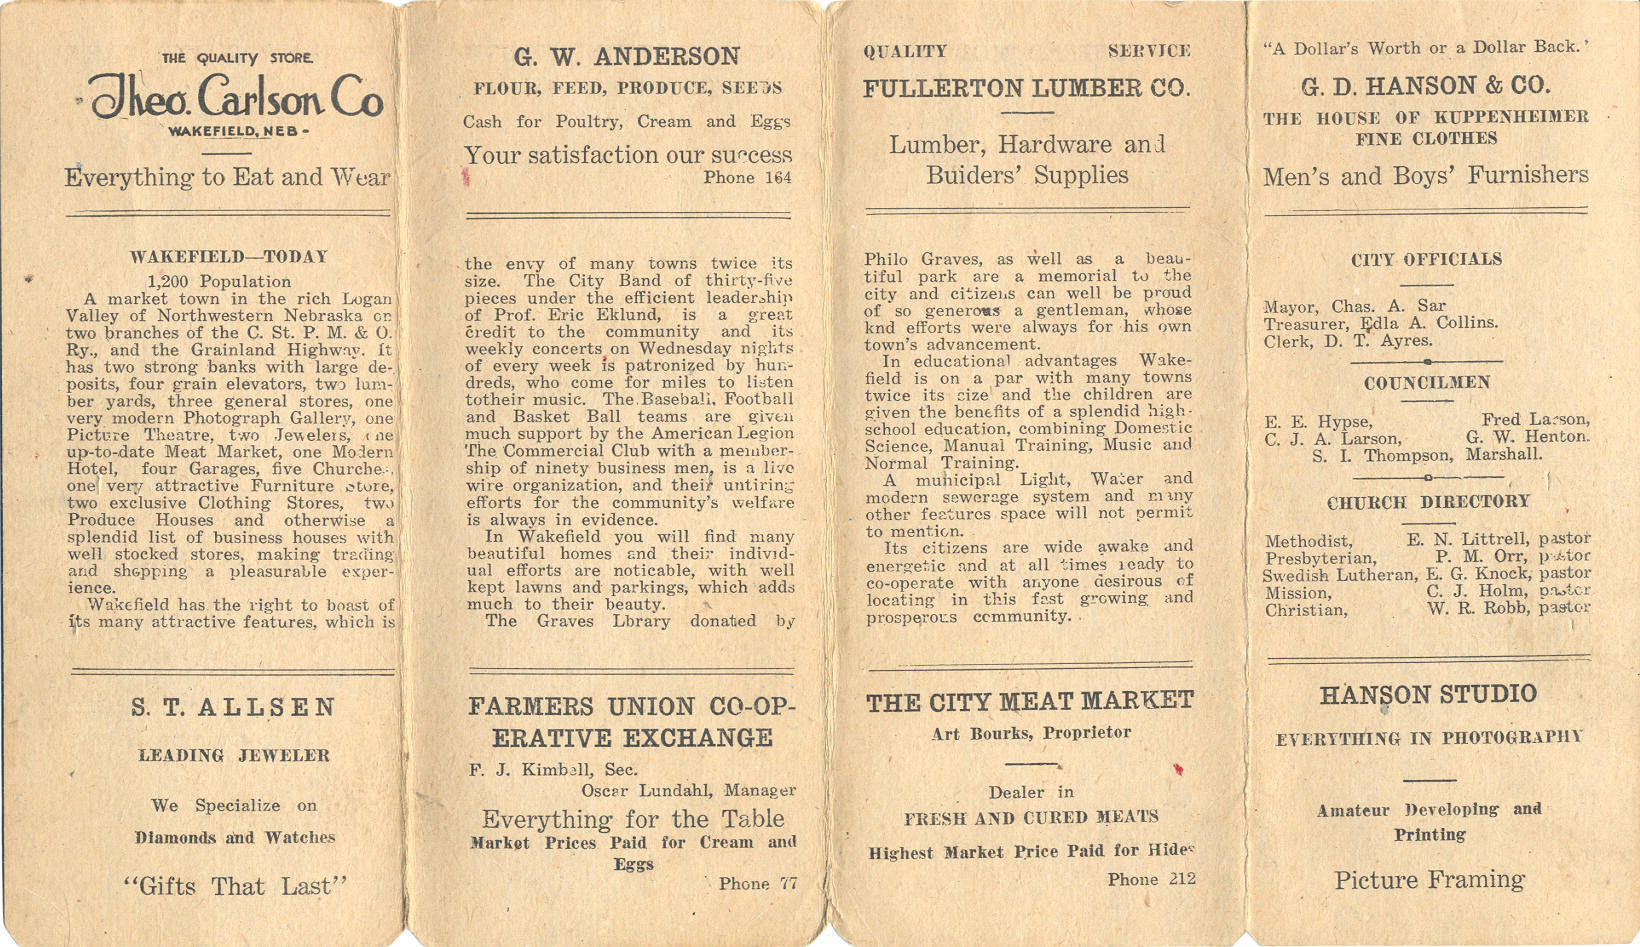 THE QUALITY STORE
Theo. Carlson Co
WAKEFIELD, NEB -
Everything to Eat and Wear
WAKEFIELD—TODAY
1,200 Population
A market town in the rich Logan
Valley of Northwestern Nebraska on
two branches of the C. St. P. M. & O.
Ry., and the Grainland Highway. It
has two strong banks with large de-
posits, four grain elevators, two lum-
ber yards, three general stores, one
very modern Photograph Gallery, one
Picture Theatre, two Jewelers, one
up-to-date Meat Market, one Modern
Hotel, four Garages, five Churches,
one very attractive Furniture store,
two exclusive Clothing Stores, two
Produce Houses and otherwise a
splendid list of business houses with
well stocked stores, making trading
and shopping a pleasurable exper-
ience.
Wakefield has the right to boast of
its many attractive features, which is
S. T. ALLSEN
LEADING JEWELER
We Specialize on
Diamonds and Watches
"Gifts That Last"
G. W. ANDERSON
FLOUR, FEED, PRODUCE, SEEDS
Cash for Poultry, Cream and Eggs
Your satisfaction our success
Phone 164
the envy of many towns twice its
size. The City Band of thirty-five
pieces under the efficient leadership
of Prof. Eric Eklund, is a great
credit to the community and its
weekly concerts on Wednesday nights
of every week is patronized by hun-
dreds, who come for miles to listen
totheir music. The Baseball, Football
and Basket Ball teams are given
much support by the American Legion
The Commercial Club with a member-
ship of ninety business men, is a live
wire organization, and their untiring
efforts for the community's welfare
is always in evidence.
In Wakefield you will find many
beautiful homes and their individ-
ual efforts are noticable, with well
kept lawns and parkings, which adds
much to their beauty.
The Graves Lbrary donated by
FARMERS UNION CO-OP-
ERATIVE EXCHANGE
F. J. Kimball, Sec.
Oscar Lundahl, Manager
Everything for the Table
Market Prices Paid for Cream and
Eggs
Phone 77
QUALITY SERVICE
FULLERTON LUMBER CO.
Lumber, Hardware and
Buiders' Supplies
Philo Graves, as well as a beau-
tiful park are a memorial to the
city and citizens can well be proud
of so generous a gentleman, whose
knd efforts were always for his own
town's advancement.
In educational advantages Wake-
field is on a par with many towns
twice its size and the children are
given the benefits of a splendid high-
school education, combining Domestic
Science, Manual Training, Music and
Normal Training.
A municipal Light, Water and
modern sewerage system and many
other features space will not permit
to mention.
Its citizens are wide awake and
energetic and at all times ready to
co-operate with anyone desirous of
locating in this fast growing and
prosperous community.
THE CITY MEAT MARKET
Art Bourks, Proprietor
Dealer in
FRESH AND CURED MEATS
Highest Market Price Paid for Hides
Phone 212
"A Dollar's Worth or a Dollar Back.'
G. D. HANSON & CO.
THE HOUSE OF KUPPENHEIMER
FINE CLOTHES
Men's and Boys' Furnishers
CITY OFFICIALS
Mayor, Chas. A. Sar
Treasurer, Edla A. Collins.
Clerk, D. T. Ayres.
COUNCILMEN
E. E. Hypse, Fred Larson,
C. J. A. Larson, G. W. Henton.
S. I. Thompson, Marshall.
CHURCH DIRECTORY
Methodist, E. N. Littrell, pastor
Presbyterian, P. M. Orr, pastor
Swedish Lutheran, E. G. Knock, pastor
Mission, C. J. Holm, pastor
Christian, W. R. Robb, pastor
HANSON STUDIO
EVERYTHING IN PHOTOGRAPHY
Amateur Developing and
Printing
Picture Framing